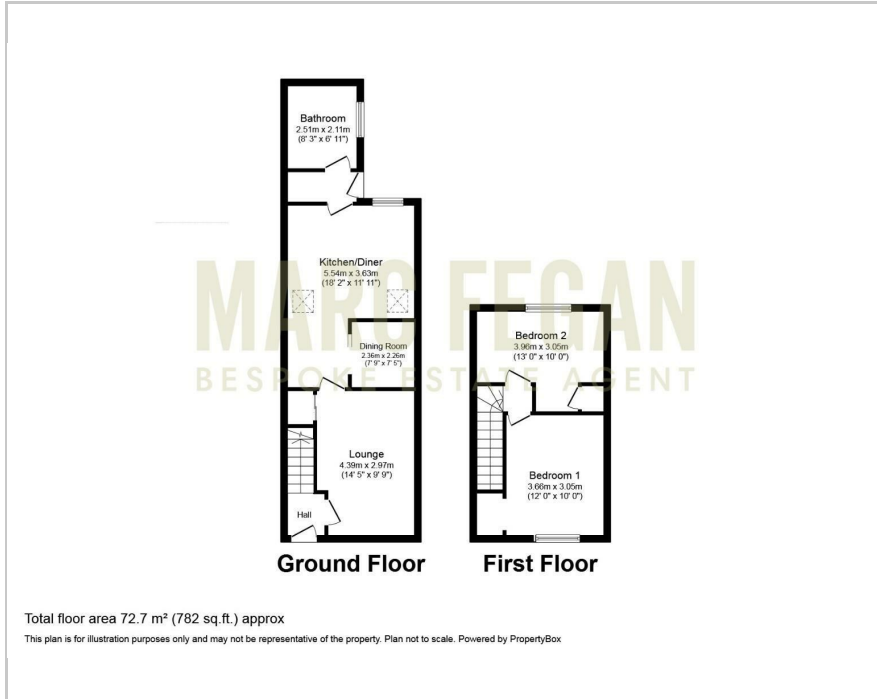 Bathroom
2.51m x 2.11m
(8' 3" x 6' 11")
Kitchen/Diner
5.54m x 3.63m
(18' 2" x 11' 11")
MARC FEGAN
BESPOKE ESTATE AGENT
Dining Room
2.36m x 2.26m
(7' 9" x 7' 5")
Bedroom 2
3.96m x 3.05m
(13' 0" x 10' 0")
Lounge
4.39m x 2.97m
(14' 5" x 9' 9")
Bedroom 1
3.66m x 3.05m
(12' 0" x 10' 0")
Hall
Ground Floor
First Floor
Total floor area 72.7 m² (782 sq.ft.) approx
This plan is for illustration purposes only and may not be representative of the property. Plan not to scale. Powered by PropertyBox